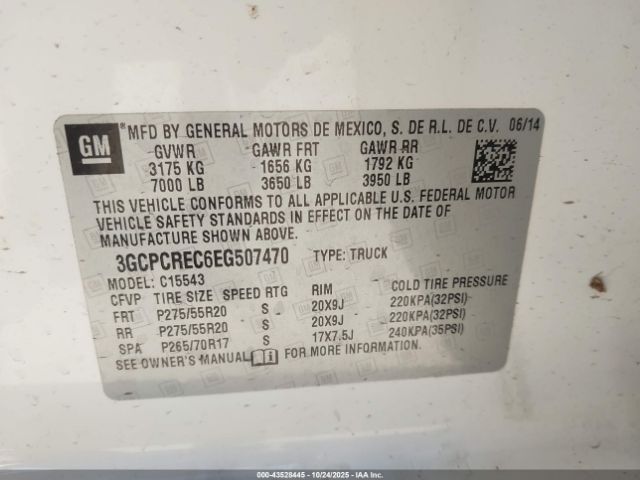 GM ®MFD BY GENERAL MOTORS DE MEXICO, S. DE R.L. DE C.V. 06/14
GVWR GAWR FRT GAWR RR
3175 KG 1656 KG 1792 KG
7000 LB 3650 LB 3950 LB
THIS VEHICLE CONFORMS TO ALL APPLICABLE U.S. FEDERAL MOTOR
VEHICLE SAFETY STANDARDS IN EFFECT ON THE DATE OF
MANUFACTURE SHOWN ABOVE.
3GCPCREC6EG507470 TYPE: TRUCK
MODEL: C15543
CFVP TIRE SIZE SPEED RTG RIM COLD TIRE PRESSURE
FRT P275/55R20 S 20X9J 220KPA(32PSI)
RR P275/55R20 S 20X9J 220KPA(32PSI)
SPA P265/70R17 S 17X7.5J 240KPA(35PSI)
SEE OWNER'S MANUAL FOR MORE INFORMATION.
000-43528445 - 10/24/2025 - IAAI.com